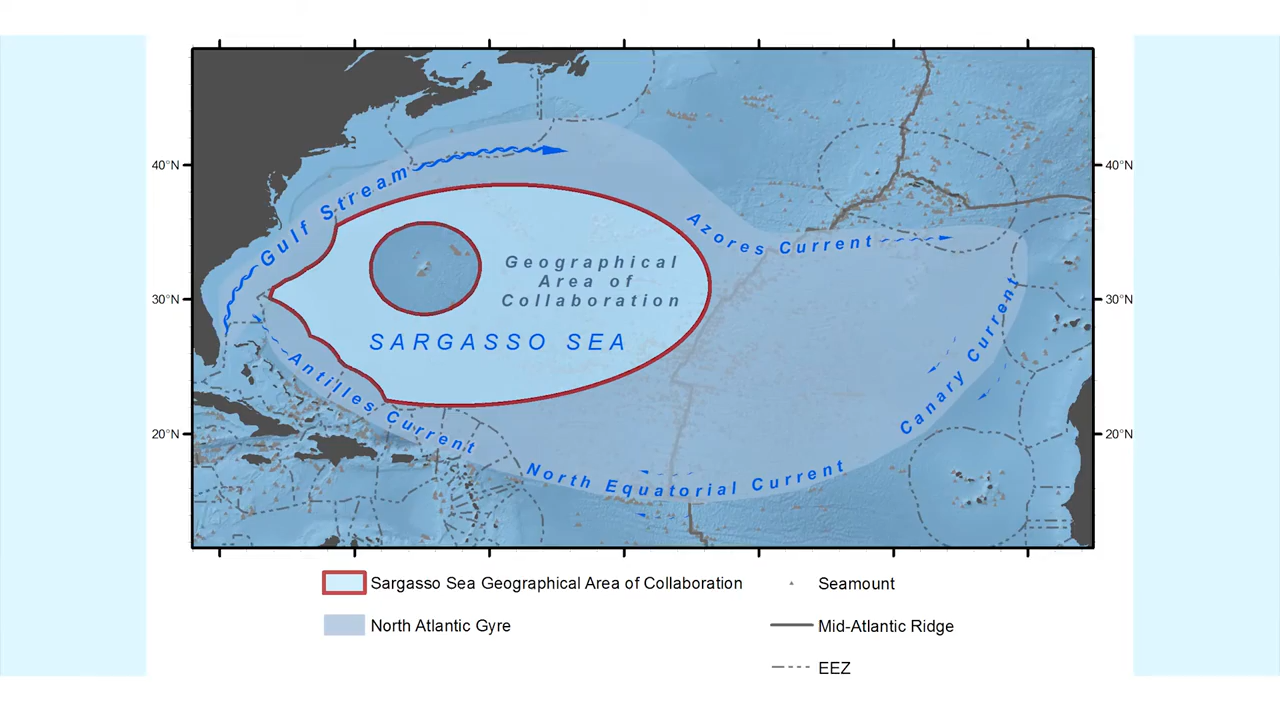 40°N
40°N
Gulf Stream
Azores Current
Geographical
Area of
Collaboration
30°N
30°N
SARGASSO SEA
Antilles Current
Canary Current
20°N
20°N
North Equatorial Current
Sargasso Sea Geographical Area of Collaboration
Seamount
North Atlantic Gyre
Mid-Atlantic Ridge
EEZ